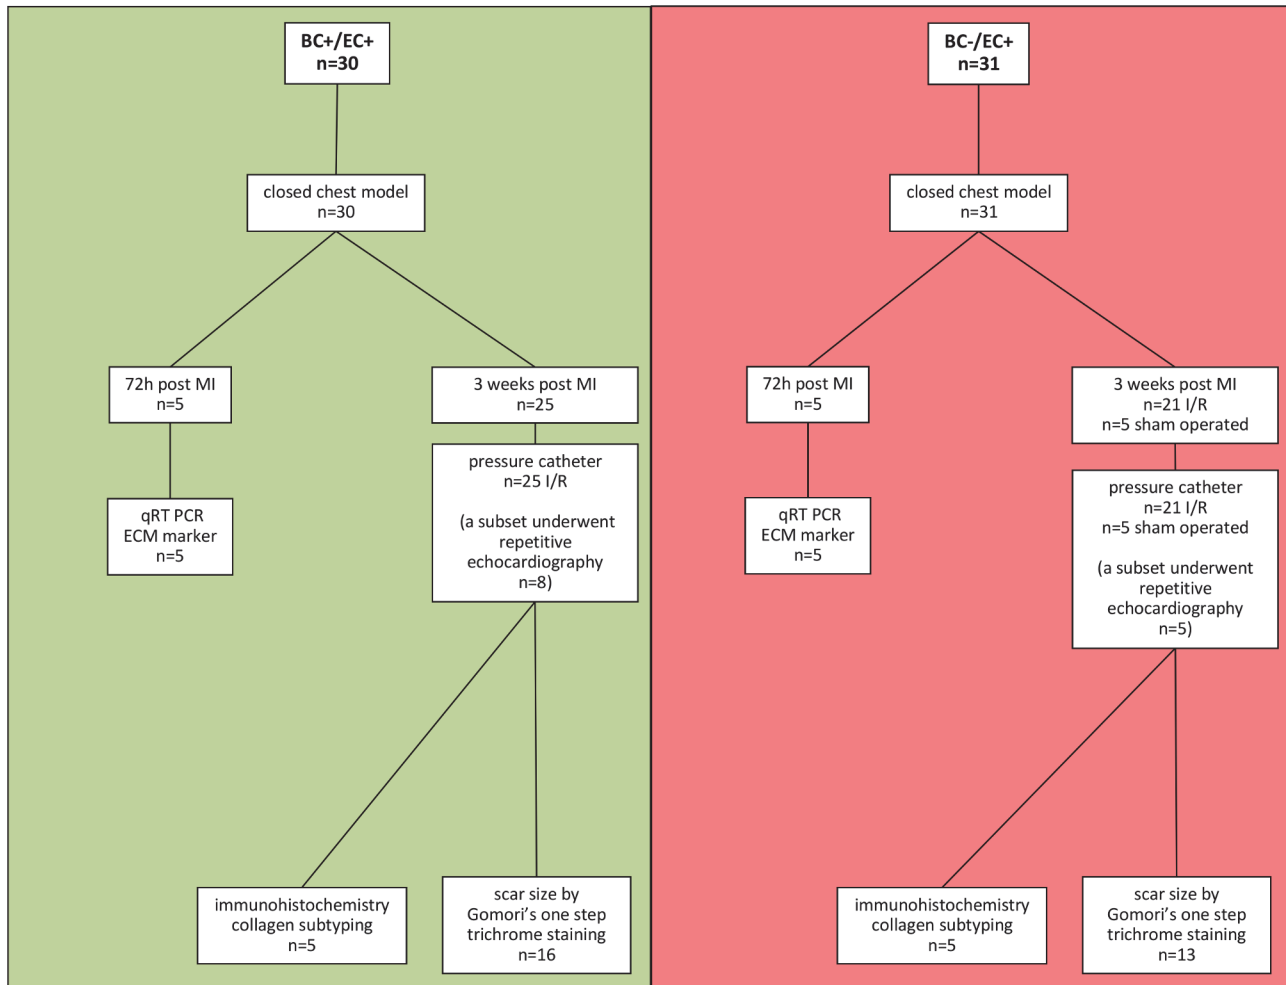 BC+/EC+
n=30
closed chest model
n=30
72h post MI
n=5
3 weeks post MI
n=25
qRT PCR
ECM marker
n=5
pressure catheter
n=25 I/R
(a subset underwent
repetitive
echocardiography
n=8)
immunohistochemistry
collagen subtyping
n=5
scar size by
Gomori’s one step
trichrome staining
n=16
BC-/EC+
n=31
closed chest model
n=31
72h post MI
n=5
3 weeks post MI
n=21 I/R
n=5 sham operated
qRT PCR
ECM marker
n=5
pressure catheter
n=21 I/R
n=5 sham operated
(a subset underwent
repetitive
echocardiography
n=5)
immunohistochemistry
collagen subtyping
n=5
scar size by
Gomori’s one step
trichrome staining
n=13